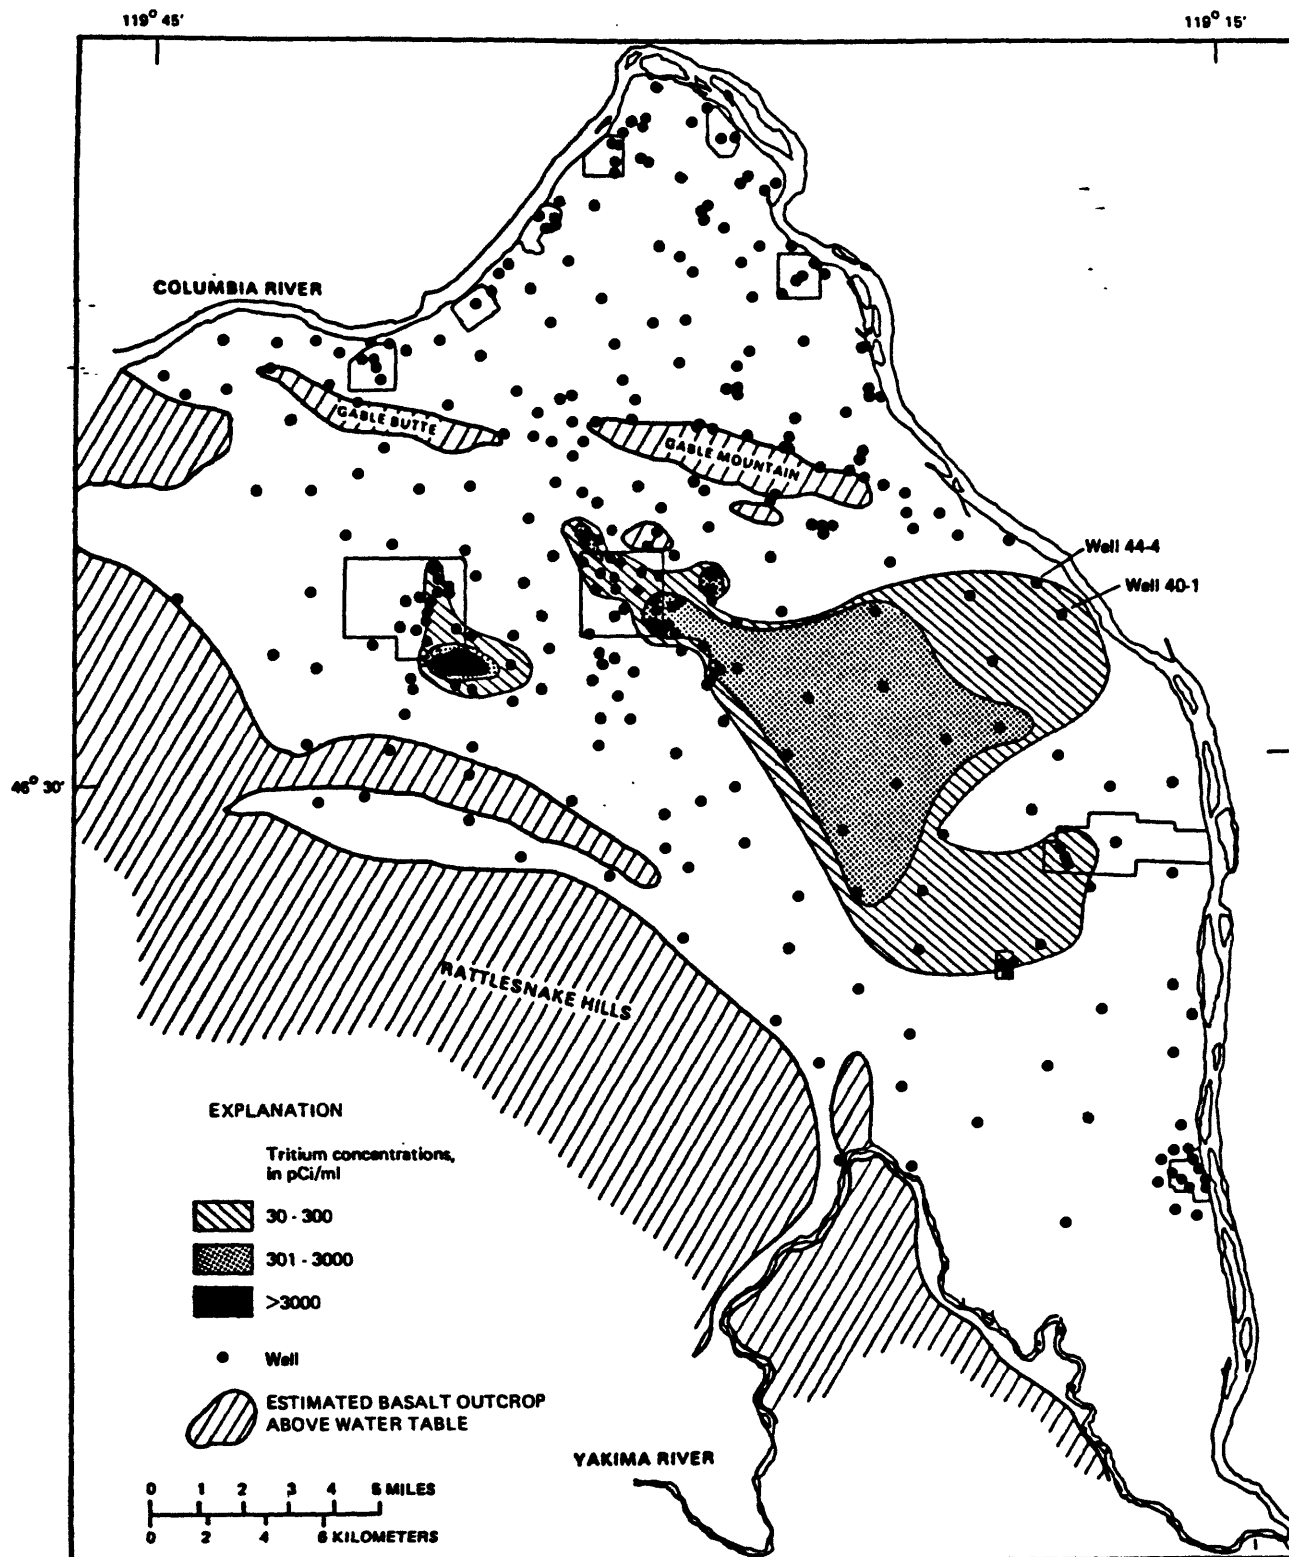 119° 45'
119° 15'
COLUMBIA RIVER
GABLE BUTTE
GABLE MOUNTAIN
Well 44-4
Well 40-1
46° 30'
RATTLESNAKE HILLS
EXPLANATION
Tritium concentrations,
in pCi/ml
30 - 300
301 - 3000
>3000
Well
ESTIMATED BASALT OUTCROP
ABOVE WATER TABLE
YAKIMA RIVER
0 1 2 3 4 5 MILES
0 2 4 6 KILOMETERS